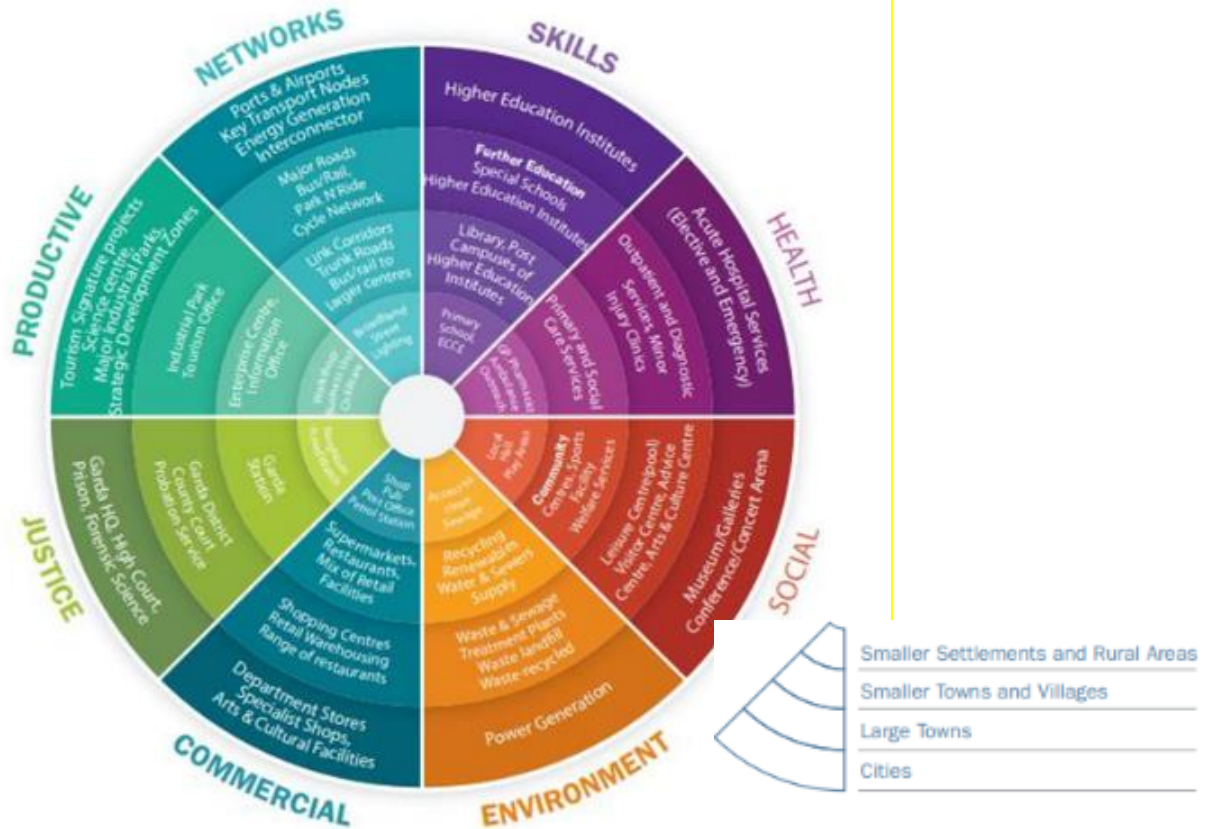 NETWORKS
Ports & Airports
Key Transport Nodes
Energy Generation
Interconnector
Major Roads
Bus/Rail,
Park N'Ride
Cycle Network
Link Corridors
Trunk Roads
Bus/rail to
larger centres
Broadband
Street
Lighting
SKILLS
Higher Education Institutes
Further Education
Special Schools
Higher Education Institutes
Library, Post
Campuses of
Higher Education
Institutes
Primary
School,
ECCE
HEALTH
Acute Hospital Services
(Elective and Emergency)
Outpatient and Diagnostic
Services, Minor
Injury Clinics
Primary and Social
Care Services
GP/Pharmacy
Ambulance
Outreach
SOCIAL
Museum/Galleries
Conference/Concert Arena
Leisure Centre(pool)
Visitor Centre, Advice
Centre, Arts & Culture Centre
Community
Centres, Sports
Facility
Welfare Services
Local
Hall
Play Areas
ENVIRONMENT
Power Generation
Waste & Sewage
Treatment Plants
Waste landfill
Waste-recycled
Recycling
Renewables
Water & Sewers
Supply
Access to
clean
Sewage
COMMERCIAL
Department Stores
Specialist Shops,
Arts & Cultural Facilities
Shopping Centres
Retail Warehousing
Range of restaurants
Supermarkets,
Restaurants,
Mix of Retail
Facilities
Shop
Pub
Post Office
Petrol Station
JUSTICE
Garda HQ, High Court,
Prison, Forensic Science
Garda District
County Court
Probation Service
Garda
Station
PRODUCTIVE
Tourism Signature projects
Science centre,
Major Industrial Parks,
Strategic Development Zones
Industrial Park
Tourism Office
Enterprise Centre,
Information
Office
Smaller Settlements and Rural Areas
Smaller Towns and Villages
Large Towns
Cities